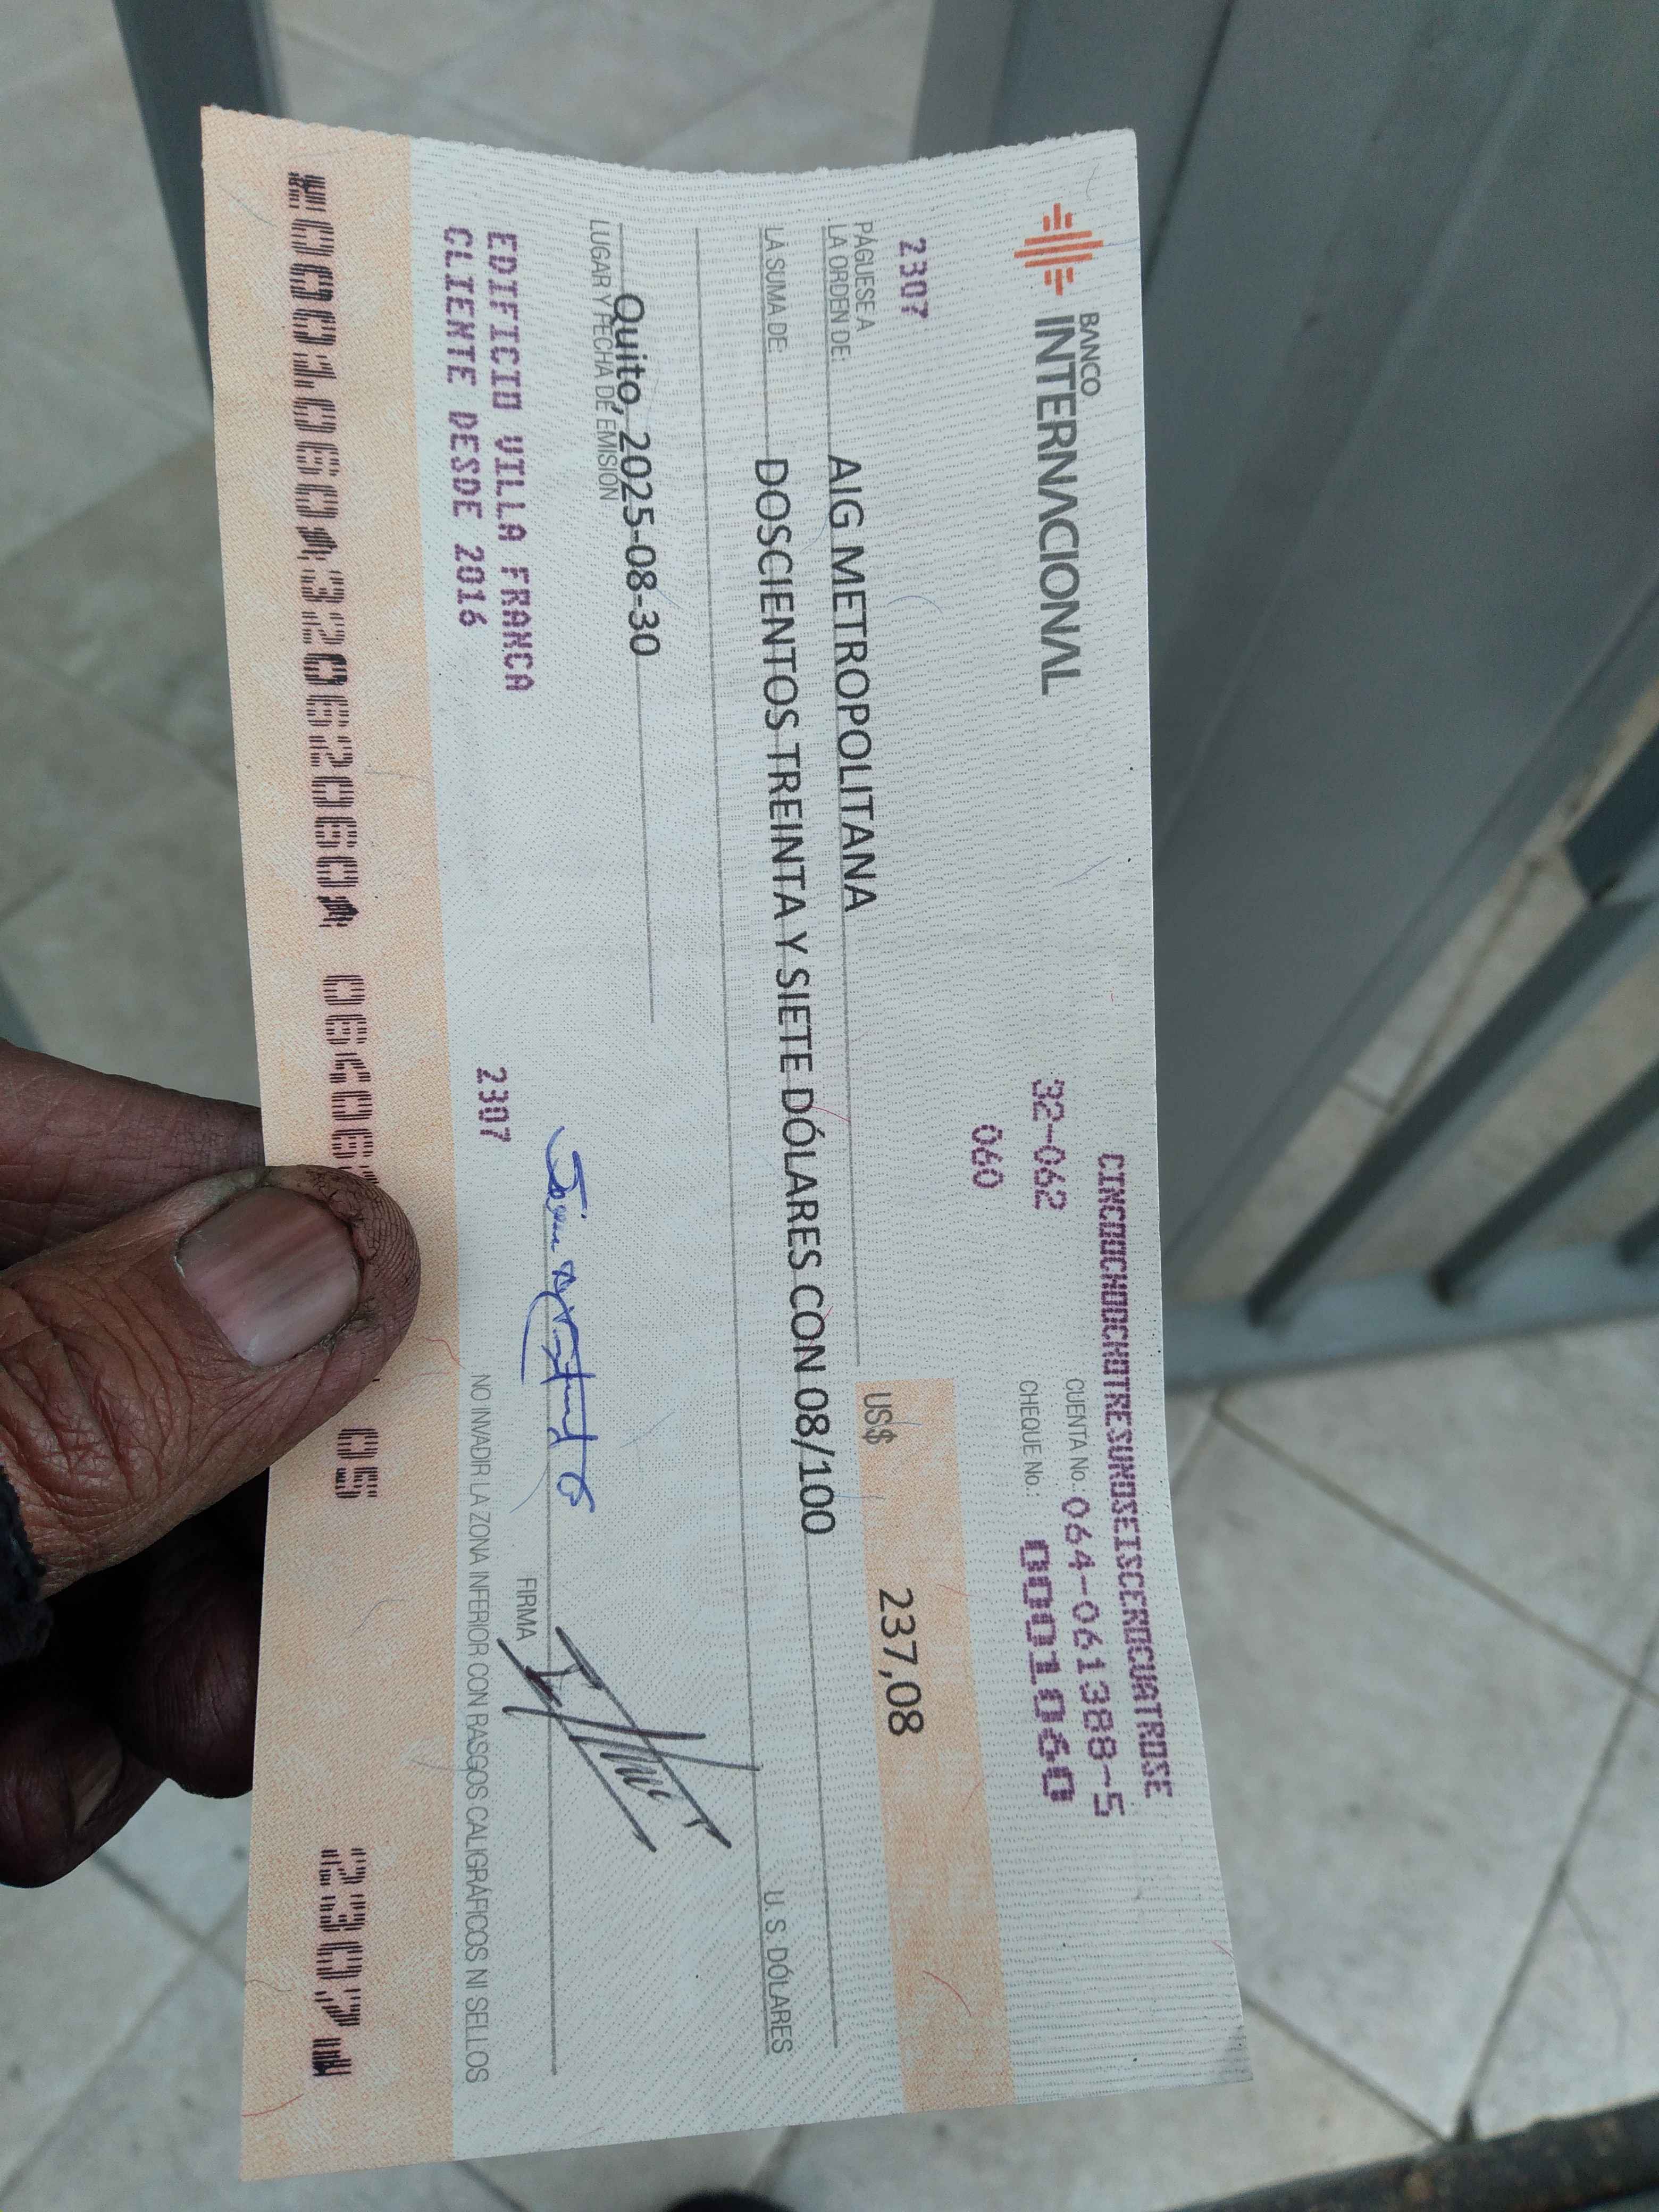 BANCO
INTERNACIONAL
CINCOOCHOOCHOTRESUNOSEISCEROCUATROSE
32-062
CUENTA No. 064-061388-5
060
CHEQUE No.: 001060
2307
PÁGUESE A
LA ORDEN DE: AIG METROPOLITANA
US$ 237,08
LA SUMA DE: DOSCIENTOS TREINTA Y SIETE DÓLARES CON 08/100
U. S. DÓLARES
Quito, 2025-08-30
LUGAR Y FECHA DE EMISIÓN
FIRMA
EDIFICIO VILLA FRANCA
CLIENTE DESDE 2016
2307
NO INVADIR LA ZONA INFERIOR CON RASGOS CALIGRÁFICOS NI SELLOS
001060 32062060 05 2307